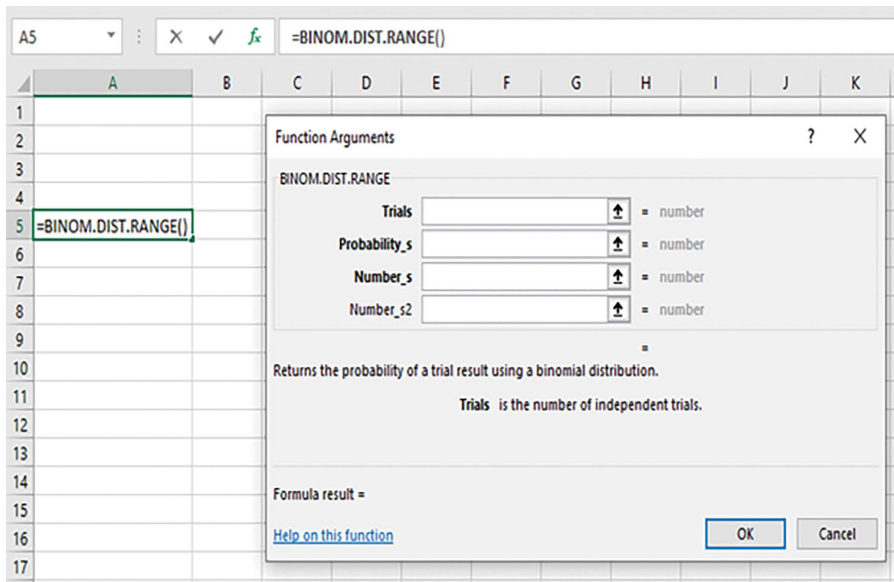 A5 =BINOM.DIST.RANGE()
A B C D E F G H I J K
1
2 Function Arguments ? X
3 BINOM.DIST.RANGE
4 Trials = number
5 =BINOM.DIST.RANGE()
Probability_s = number
6
7 Number_s = number
8 Number_s2 = number
9 =
10 Returns the probability of a trial result using a binomial distribution.
11 Trials is the number of independent trials.
12
13
14 Formula result =
15
16 Help on this function OK Cancel
17